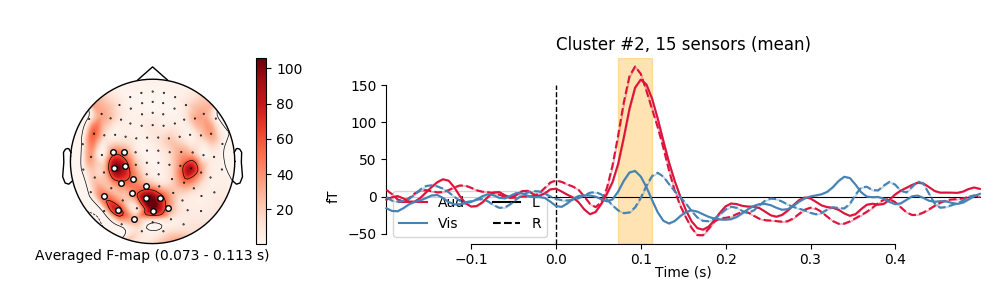 Cluster #2, 15 sensors (mean)
100
80
60
40
20
Averaged F-map (0.073 - 0.113 s)
150
100
50
0
−50
fT
Aud L
Vis R
−0.1 0.0 0.1 0.2 0.3 0.4
Time (s)